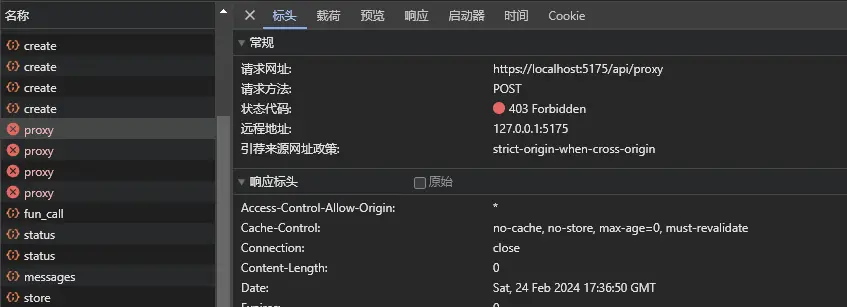 名称
create
create
create
create
proxy
proxy
proxy
proxy
fun_call
status
status
messages
store
标头 载荷 预览 响应 启动器 时间 Cookie
常规
请求网址: https://localhost:5175/api/proxy
请求方法: POST
状态代码: 403 Forbidden
远程地址: 127.0.0.1:5175
引荐来源网址政策: strict-origin-when-cross-origin
响应标头 原始
Access-Control-Allow-Origin: *
Cache-Control: no-cache, no-store, max-age=0, must-revalidate
Connection: close
Content-Length: 0
Date: Sat, 24 Feb 2024 17:36:50 GMT
Expires: 0